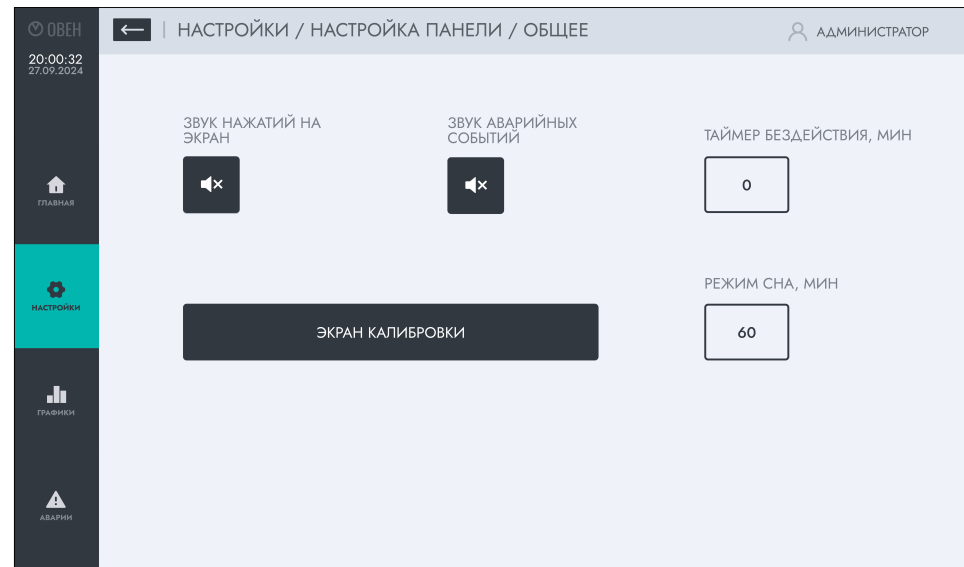 ОВЕН
20:00:32
27.09.2024
НАСТРОЙКИ / НАСТРОЙКА ПАНЕЛИ / ОБЩЕЕ
АДМИНИСТРАТОР
ГЛАВНАЯ
НАСТРОЙКИ
ГРАФИКИ
АВАРИИ
ЗВУК НАЖАТИЙ НА
ЭКРАН
ЗВУК АВАРИЙНЫХ
СОБЫТИЙ
ТАЙМЕР БЕЗДЕЙСТВИЯ, МИН
0
ЭКРАН КАЛИБРОВКИ
РЕЖИМ СНА, МИН
60